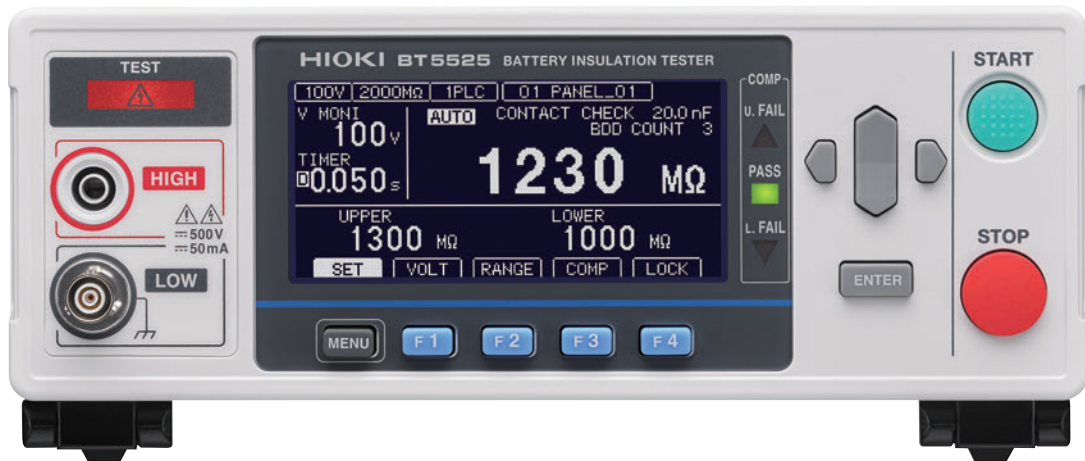 TEST
HIGH
⎓500V
⎓50mA
LOW
HIOKI BT5525 BATTERY INSULATION TESTER
100V 2000MΩ 1PLC 01 PANEL_01
V MONI
100V
AUTO
CONTACT CHECK 20.0nF
BDD COUNT 3
TIMER
D0.050s
1230 MΩ
UPPER
1300 MΩ
LOWER
1000 MΩ
SET VOLT RANGE COMP LOCK
MENU F1 F2 F3 F4
COMP
U.FAIL
PASS
L.FAIL
ENTER
START
STOP